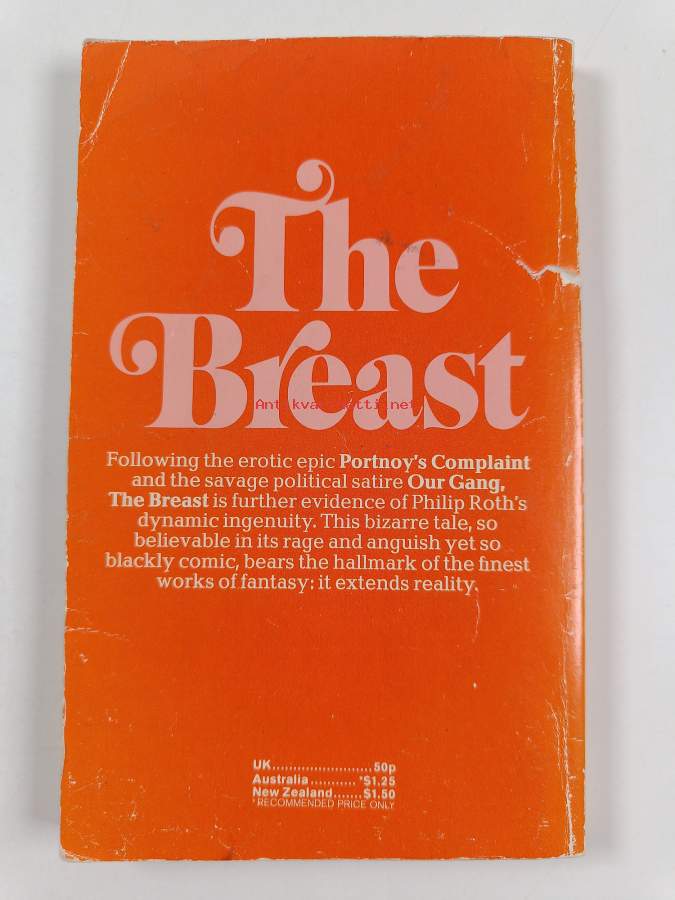 The
Breast
Antikvariaatti.net
Following the erotic epic Portnoy's Complaint
and the savage political satire Our Gang,
The Breast is further evidence of Philip Roth's
dynamic ingenuity. This bizarre tale, so
believable in its rage and anguish yet so
blackly comic, bears the hallmark of the finest
works of fantasy: it extends reality.
UK........................50p
Australia...........*$1.25
New Zealand.......$1.50
*RECOMMENDED PRICE ONLY